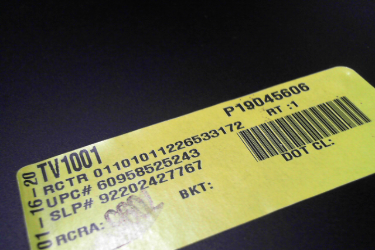 P19045606
01-16-20
TV1001
RT :1
RCTR 01101011226533172
UPC# 60958525243
SLP# 92202427767
DOT CL:
BKT:
RCRA: